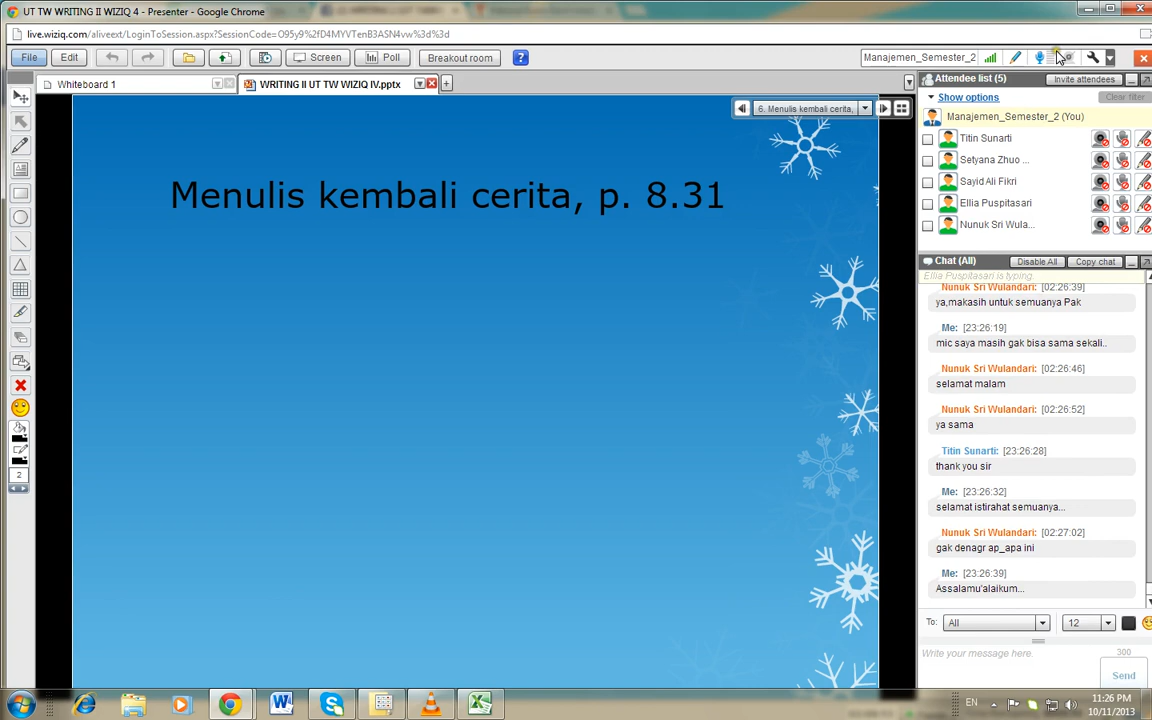 UT TW WRITING II WIZIQ 4 - Presenter - Google Chrome
live.wiziq.com/aliveext/LoginToSession.aspx?SessionCode=O95y9%2fD4MYVTenB3ASN4vw%3d%3d
File Edit Screen Poll Breakout room ? Manajemen_Semester_2
Whiteboard 1
WRITING II UT TW WIZIQ IV.pptx
+
6. Menulis kembali cerita,
Menulis kembali cerita, p. 8.31
2
Attendee list (5) Invite attendees
Show options Clear filter
Manajemen_Semester_2 (You)
Titin Sunarti
Setyana Zhuo ...
Sayid Ali Fikri
Ellia Puspitasari
Nunuk Sri Wula...
Chat (All) Disable All Copy chat
Ellia Puspitasari is typing
Nunuk Sri Wulandari: [02:26:39]
ya,makasih untuk semuanya Pak
Me: [23:26:19]
mic saya masih gak bisa sama sekali..
Nunuk Sri Wulandari: [02:26:46]
selamat malam
Nunuk Sri Wulandari: [02:26:52]
ya sama
Titin Sunarti: [23:26:28]
thank you sir
Me: [23:26:32]
selamat istirahat semuanya...
Nunuk Sri Wulandari: [02:27:02]
gak denagr ap_apa ini
Me: [23:26:39]
Assalamu'alaikum...
To: All 12
Write your message here. 300
Send
EN
11:26 PM
10/11/2013